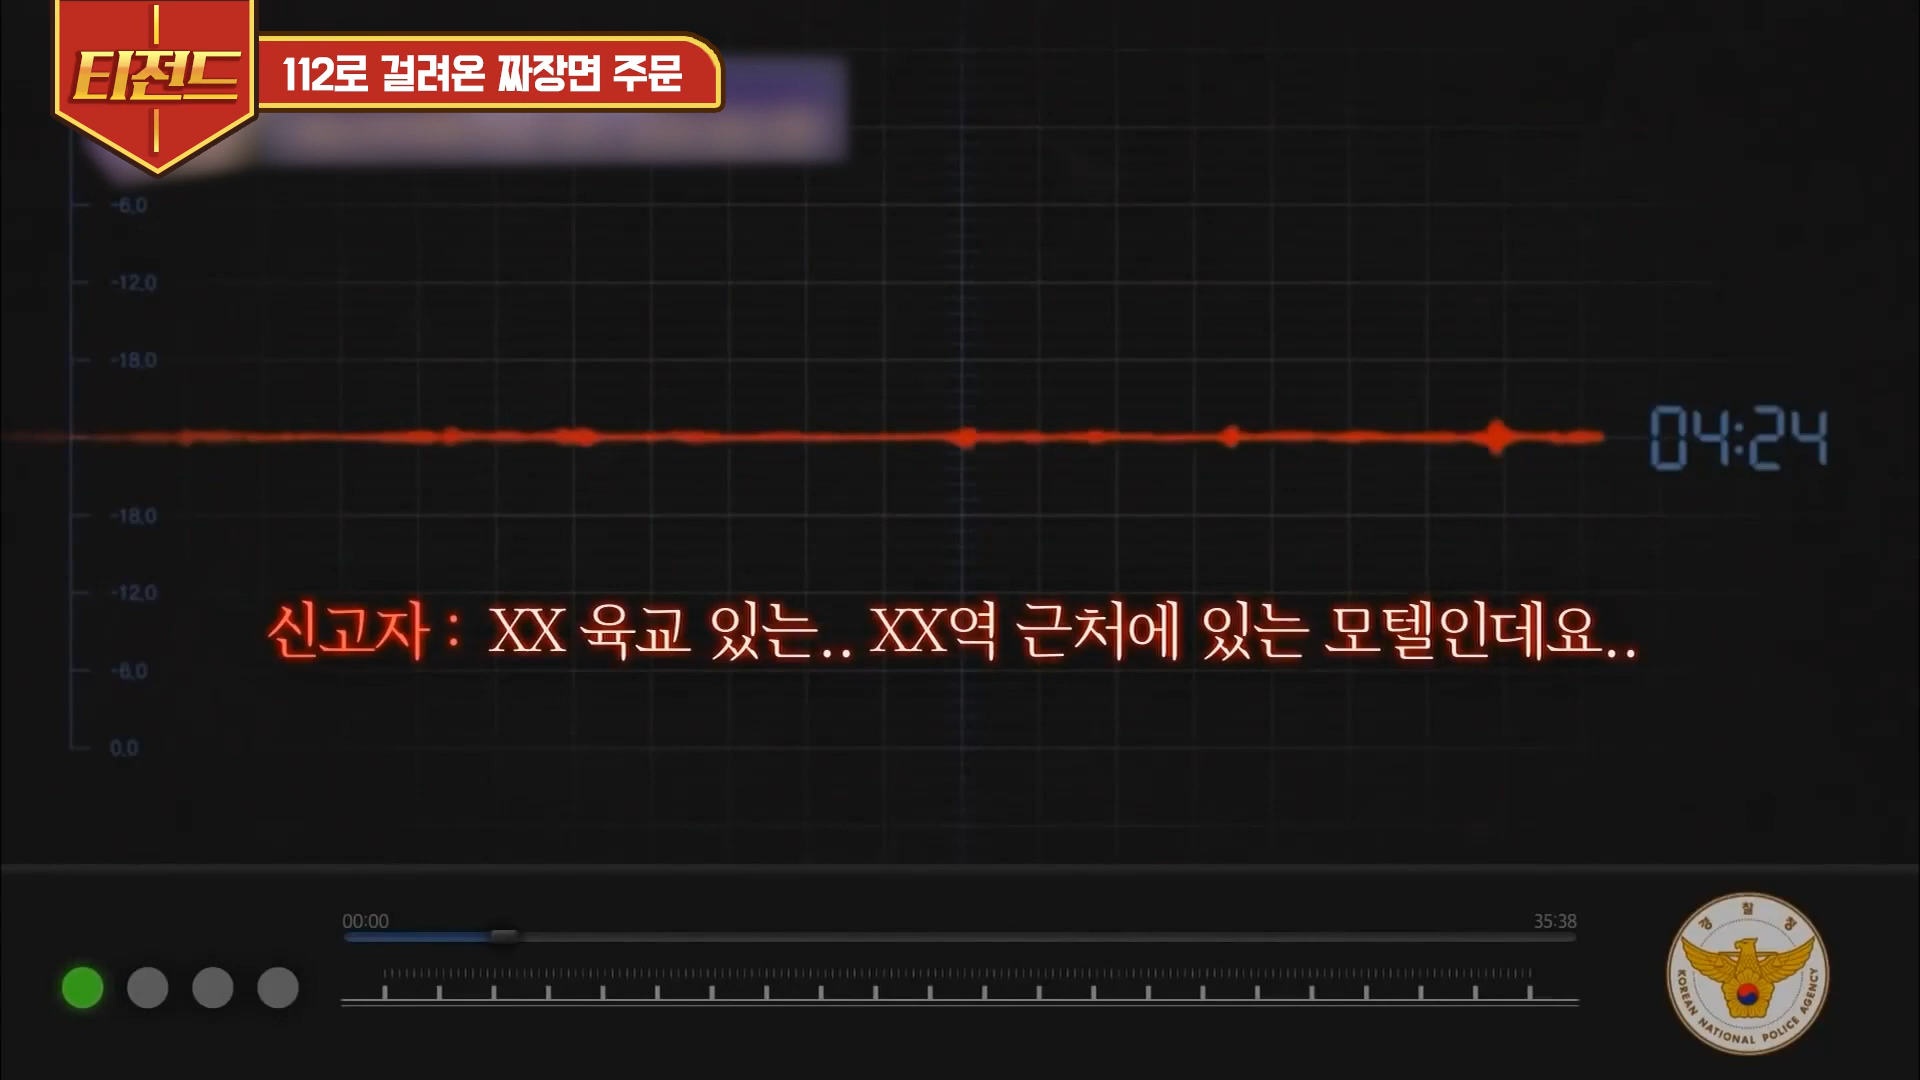 티전드
112로 걸려온 짜장면 주문
-6.0
-12.0
-18.0
04:24
-18.0
-12.0
신고자 : XX 육교 있는.. XX역 근처에 있는 모텔인데요..
-6.0
0.0
00:00
35:38
경찰청
KOREAN NATIONAL POLICE AGENCY